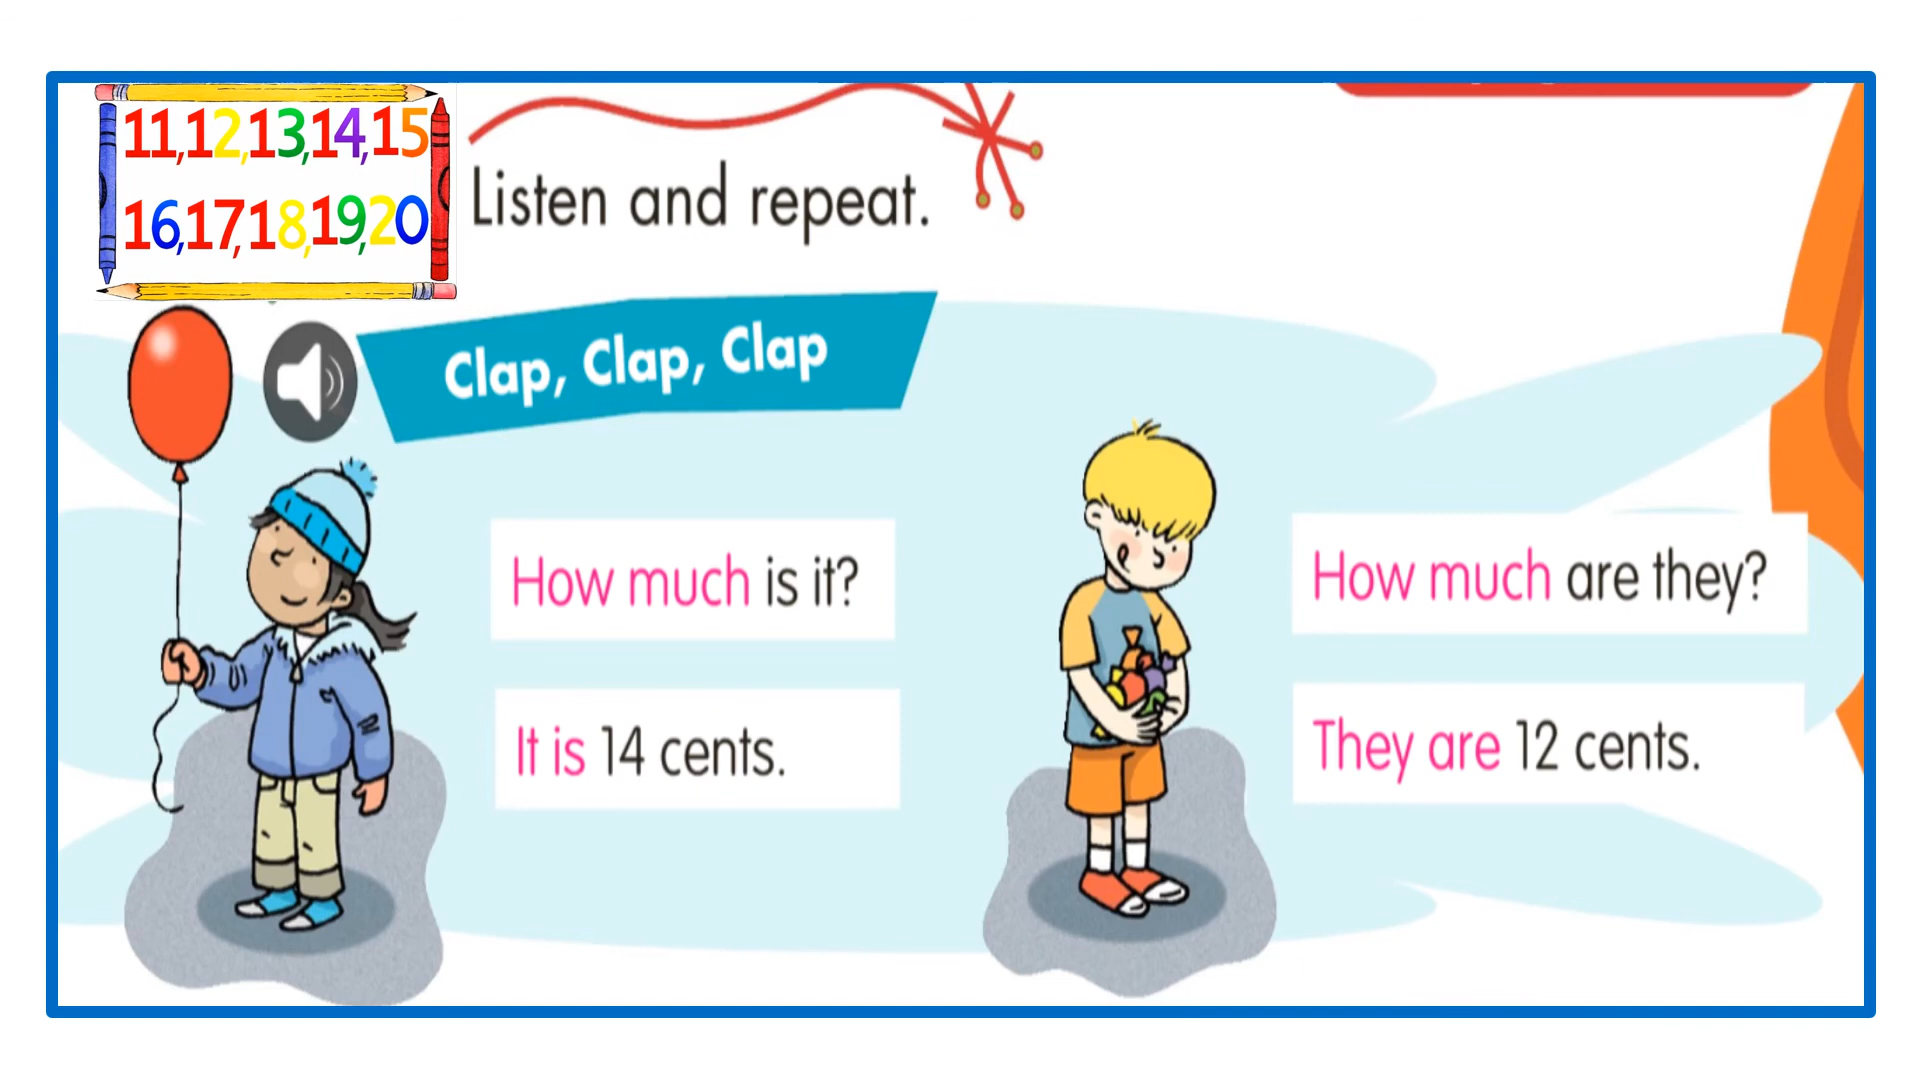 11,12,13,14,15
16,17,18,19,20
Listen and repeat.
Clap, Clap, Clap
How much is it?
It is 14 cents.
How much are they?
They are 12 cents.